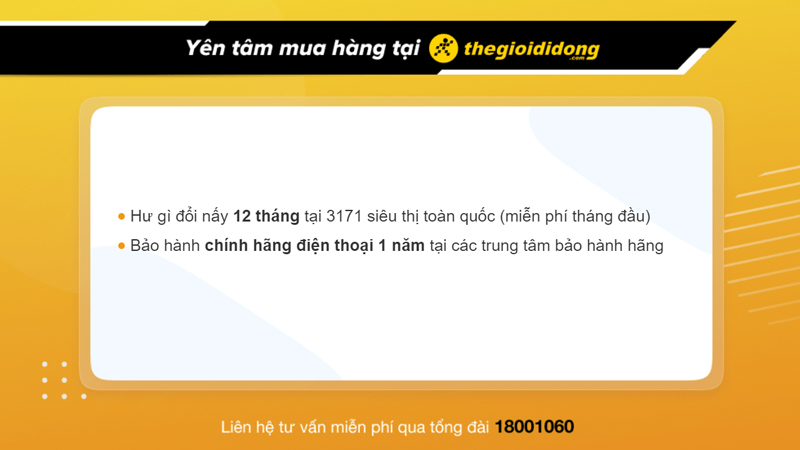 Yên tâm mua hàng tại thegioididong.com
Hư gì đổi nấy 12 tháng tại 3171 siêu thị toàn quốc (miễn phí tháng đầu)
Bảo hành chính hãng điện thoại 1 năm tại các trung tâm bảo hành hãng
Liên hệ tư vấn miễn phí qua tổng đài 18001060